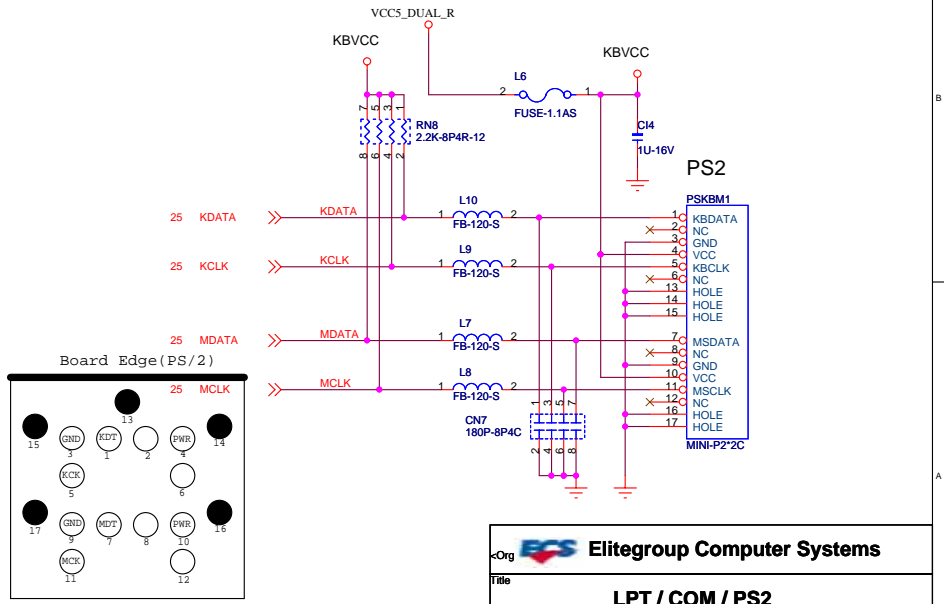 VCC5_DUAL_R
KBVCC
KBVCC
L6
2 1
FUSE-1.1AS
B
7 5 3 1
RN8
2.2K-8P4R-12
8 6 4 2
CI4
1U-16V
PS2
PSKBM1
25 KDATA KDATA 1 L10 2
FB-120-S
25 KCLK KCLK 1 L9 2
FB-120-S
25 MDATA MDATA 1 L7 2
FB-120-S
25 MCLK MCLK 1 L8 2
FB-120-S
1 KBDATA
2 NC
3 GND
4 VCC
5 KBCLK
6 NC
13 HOLE
14 HOLE
15 HOLE
7 MSDATA
8 NC
9 GND
10 VCC
11 MSCLK
12 NC
16 HOLE
17 HOLE
MINI-P2*2C
1 3 5 7
CN7
180P-8P4C
2 4 6 8
A
Board Edge(PS/2)
13
15 14
GND KDT PWR
3 1 2 4
KCK
5 6
17 16
GND MDT PWR
9 7 8 10
MCK
11 12
<Org ECS Elitegroup Computer Systems
Title
LPT / COM / PS2